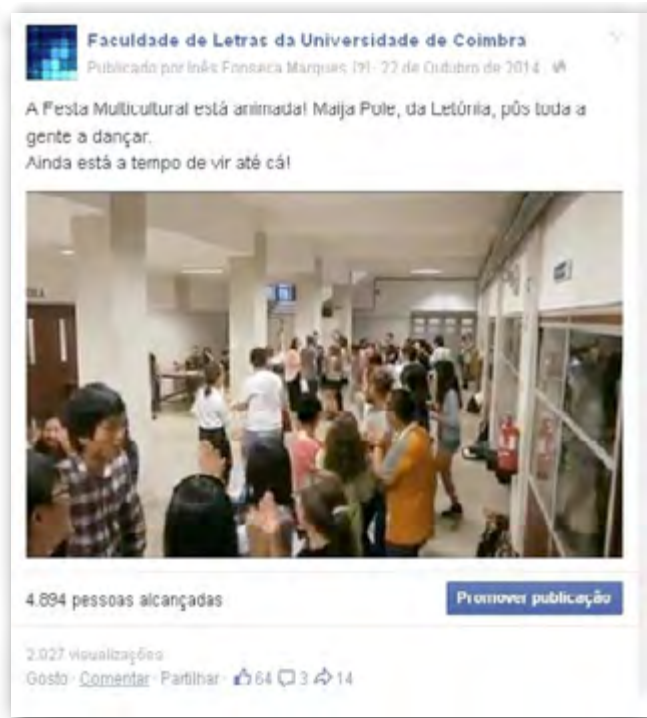 Faculdade de Letras da Universidade de Coimbra
Publicado por Inês Fonseca Marques [?] · 22 de Outubro de 2014 ·
A Festa Multicultural está animada! Maija Pole, da Letónia, pôs toda a
gente a dançar.
Ainda está a tempo de vir até cá!
4.894 pessoas alcançadas
Promover publicação
2.027 visualizações
Gosto · Comentar · Partilhar · 64 3 14